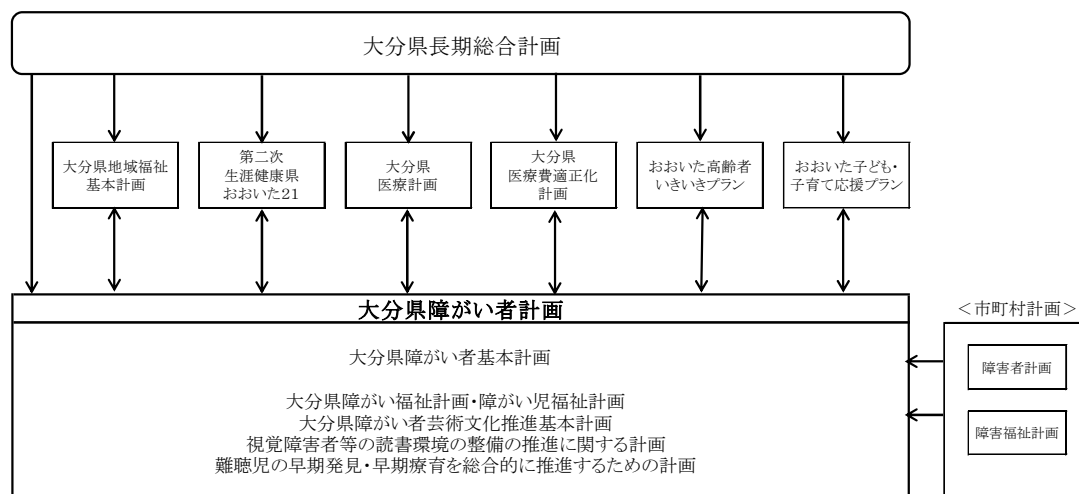 大分県長期総合計画
大分県地域福祉
基本計画
第二次
生涯健康県
おおいた21
大分県
医療計画
大分県
医療費適正化
計画
おおいた高齢者
いきいきプラン
おおいた子ども・
子育て応援プラン
大分県障がい者計画
大分県障がい者基本計画
大分県障がい福祉計画・障がい児福祉計画
大分県障がい者芸術文化推進基本計画
視覚障害者等の読書環境の整備の推進に関する計画
難聴児の早期発見・早期療育を総合的に推進するための計画
＜市町村計画＞
障害者計画
障害福祉計画